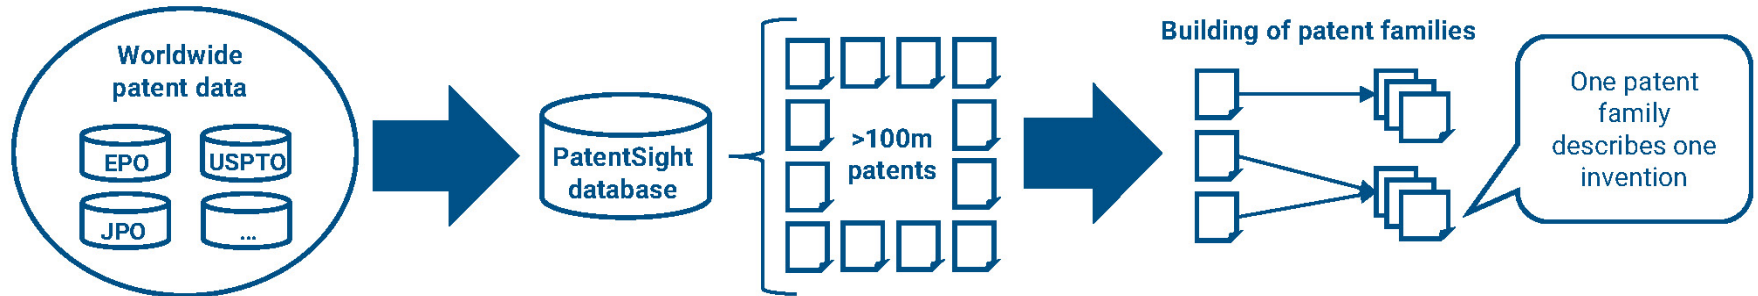 Worldwide
patent data
EPO
USPTO
JPO
...
PatentSight
database
>100m
patents
Building of patent families
One patent
family
describes one
invention